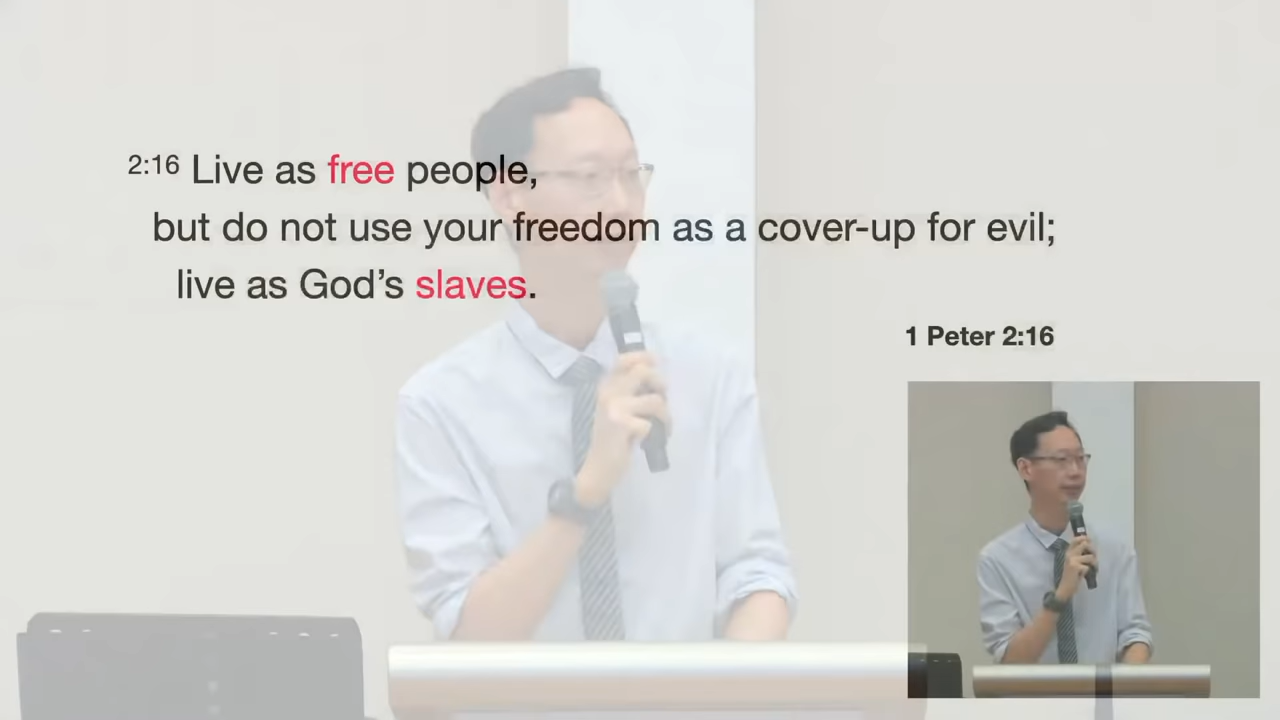 2:16 Live as free people,
but do not use your freedom as a cover-up for evil;
live as God’s slaves.
1 Peter 2:16